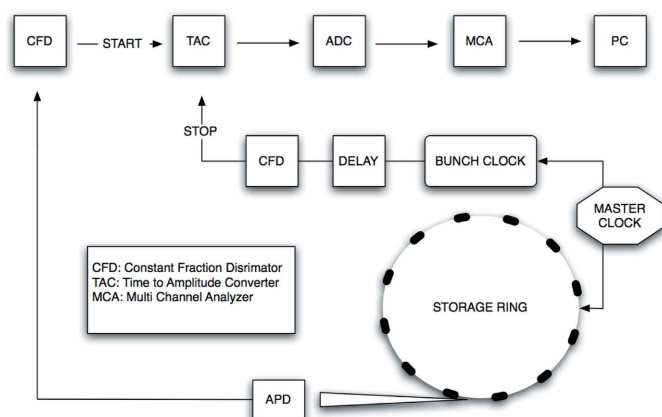 CFD
START
TAC
ADC
MCA
PC
STOP
CFD
DELAY
BUNCH CLOCK
MASTER
CLOCK
CFD: Constant Fraction Disrimator
TAC: Time to Amplitude Converter
MCA: Multi Channel Analyzer
STORAGE RING
APD